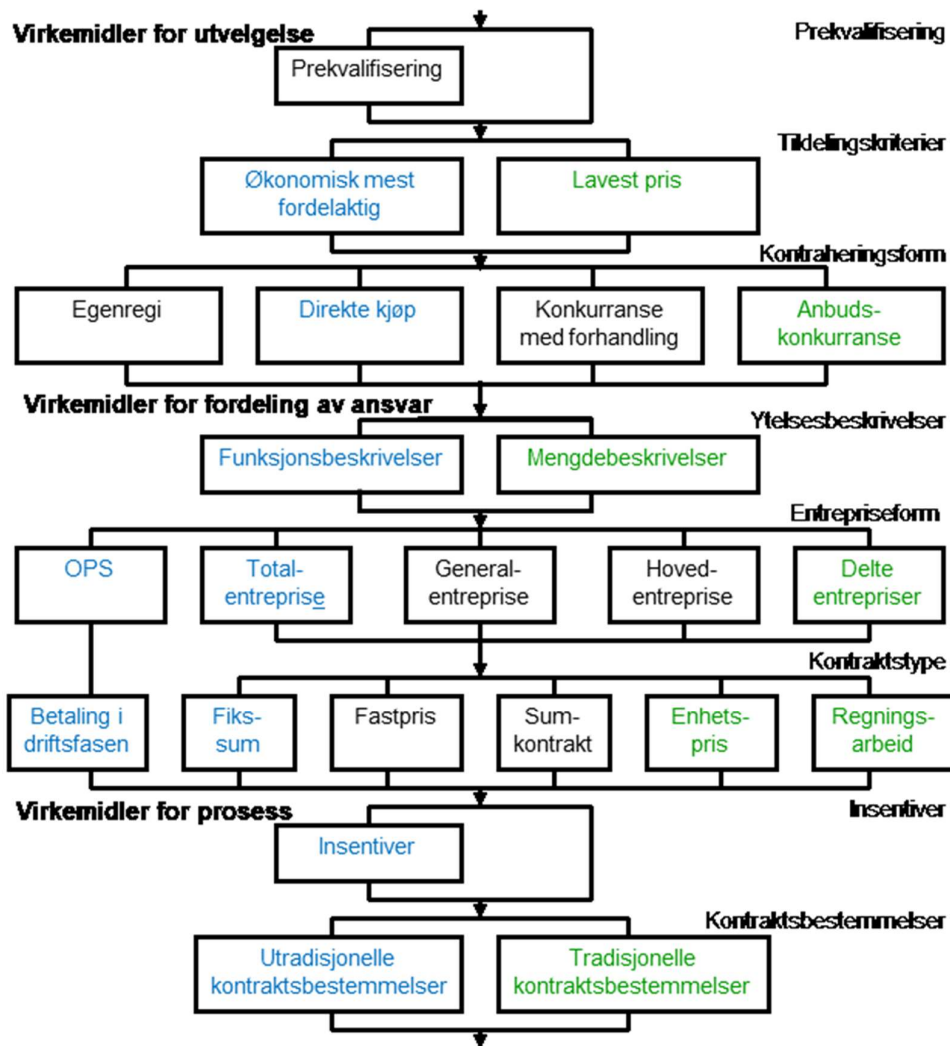 Virkemidler for utvelgelse
Prekvalifisering
Prekvalifisering
Tildelingskriterier
Økonomisk mest
fordelaktig
Lavest pris
Kontraheringsform
Egenregi
Direkte kjøp
Konkurranse
med forhandling
Anbuds-
konkurranse
Virkemidler for fordeling av ansvar
Ytelsesbeskrivelser
Funksjonsbeskrivelser
Mengdebeskrivelser
Entrepriseform
OPS
Total-
entreprise
General-
entreprise
Hoved-
entreprise
Delte
entrepriser
Kontraktstype
Betaling i
driftsfasen
Fiks-
sum
Fastpris
Sum-
kontrakt
Enhets-
pris
Regnings-
arbeid
Virkemidler for prosess
Insentiver
Insentiver
Kontraktsbestemmelser
Utradisjonelle
kontraktsbestemmelser
Tradisjonelle
kontraktsbestemmelser